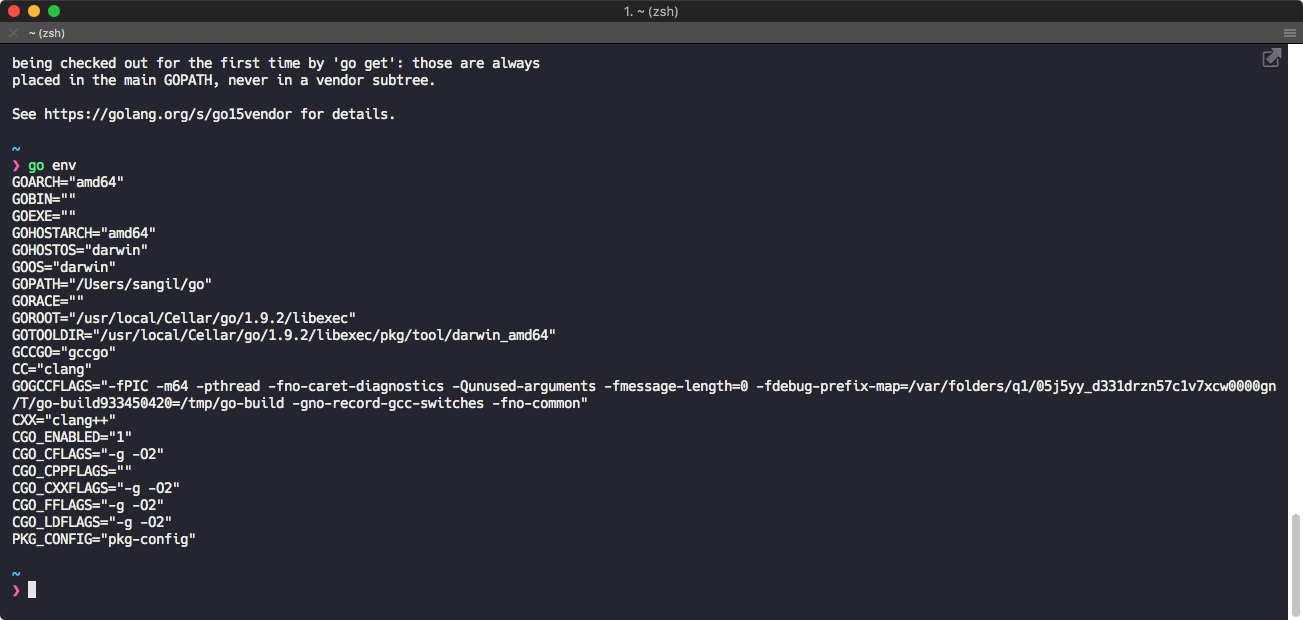 1. ~ (zsh)
~ (zsh)
being checked out for the first time by 'go get': those are always
placed in the main GOPATH, never in a vendor subtree.
See https://golang.org/s/go15vendor for details.
~
❯ go env
GOARCH="amd64"
GOBIN=""
GOEXE=""
GOHOSTARCH="amd64"
GOHOSTOS="darwin"
GOOS="darwin"
GOPATH="/Users/sangil/go"
GORACE=""
GOROOT="/usr/local/Cellar/go/1.9.2/libexec"
GOTOOLDIR="/usr/local/Cellar/go/1.9.2/libexec/pkg/tool/darwin_amd64"
GCCGO="gccgo"
CC="clang"
GOGCCFLAGS="-fPIC -m64 -pthread -fno-caret-diagnostics -Qunused-arguments -fmessage-length=0 -fdebug-prefix-map=/var/folders/q1/05j5yy_d331drzn57c1v7xcw0000gn
/T/go-build933450420=/tmp/go-build -gno-record-gcc-switches -fno-common"
CXX="clang++"
CGO_ENABLED="1"
CGO_CFLAGS="-g -O2"
CGO_CPPFLAGS=""
CGO_CXXFLAGS="-g -O2"
CGO_FFLAGS="-g -O2"
CGO_LDFLAGS="-g -O2"
PKG_CONFIG="pkg-config"
~
❯